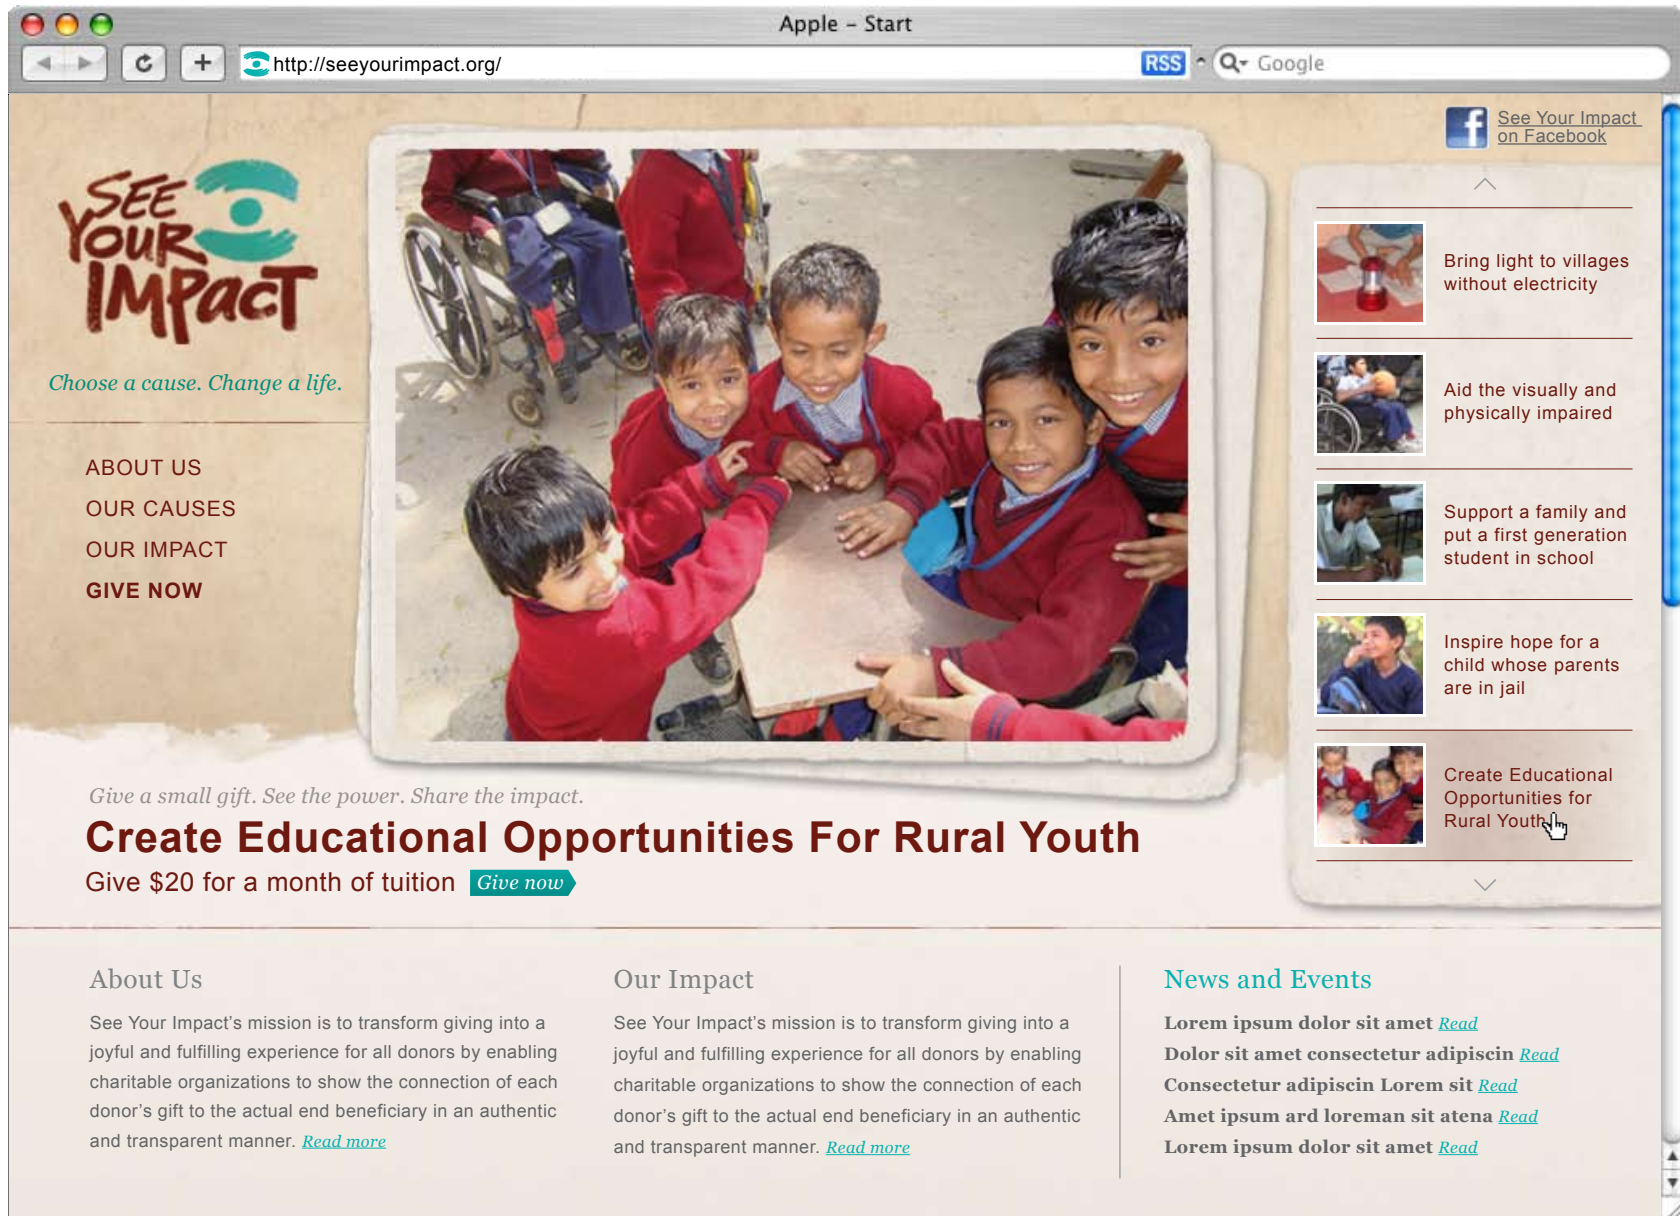 Apple – Start
http://seeyourimpact.org/
RSS
Google
See Your Impact
on Facebook
SEE
YOUR
IMPACT
Choose a cause. Change a life.
ABOUT US
OUR CAUSES
OUR IMPACT
GIVE NOW
Bring light to villages
without electricity
Aid the visually and
physically impaired
Support a family and
put a first generation
student in school
Inspire hope for a
child whose parents
are in jail
Create Educational
Opportunities for
Rural Youth
Give a small gift. See the power. Share the impact.
Create Educational Opportunities For Rural Youth
Give $20 for a month of tuition Give now
About Us
See Your Impact's mission is to transform giving into a
joyful and fulfilling experience for all donors by enabling
charitable organizations to show the connection of each
donor's gift to the actual end beneficiary in an authentic
and transparent manner. Read more
Our Impact
See Your Impact's mission is to transform giving into a
joyful and fulfilling experience for all donors by enabling
charitable organizations to show the connection of each
donor's gift to the actual end beneficiary in an authentic
and transparent manner. Read more
News and Events
Lorem ipsum dolor sit amet Read
Dolor sit amet consectetur adipiscin Read
Consectetur adipiscin Lorem sit Read
Amet ipsum ard loreman sit atena Read
Lorem ipsum dolor sit amet Read